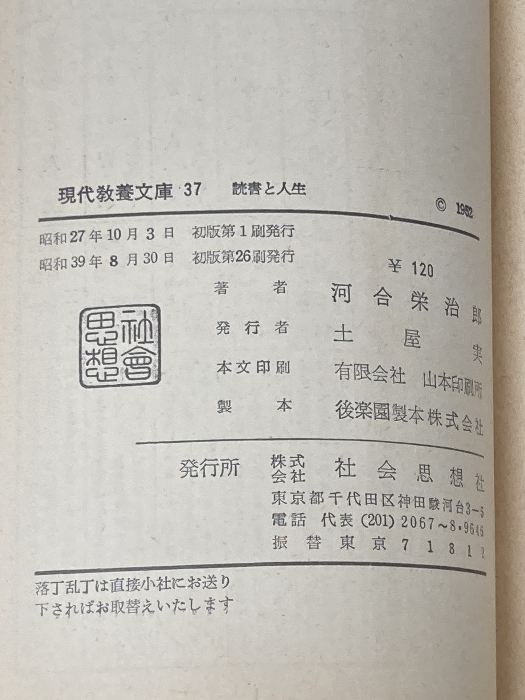 現代教養文庫 37 読書と人生
© 1952
昭和27年10月3日 初版第1刷発行
昭和39年8月30日 初版第26刷発行
¥ 120
著者 河合栄治郎
発行者 土屋実
本文印刷 有限会社 山本印刷所
製本 後楽園製本株式会社
社會
思想
発行所 株式会社 社会思想社
東京都千代田区神田駿河台3-5
電話 代表 (201) 2067~8・9646
振替東京 71812
落丁乱丁は直接小社にお送り
下さればお取替えいたします